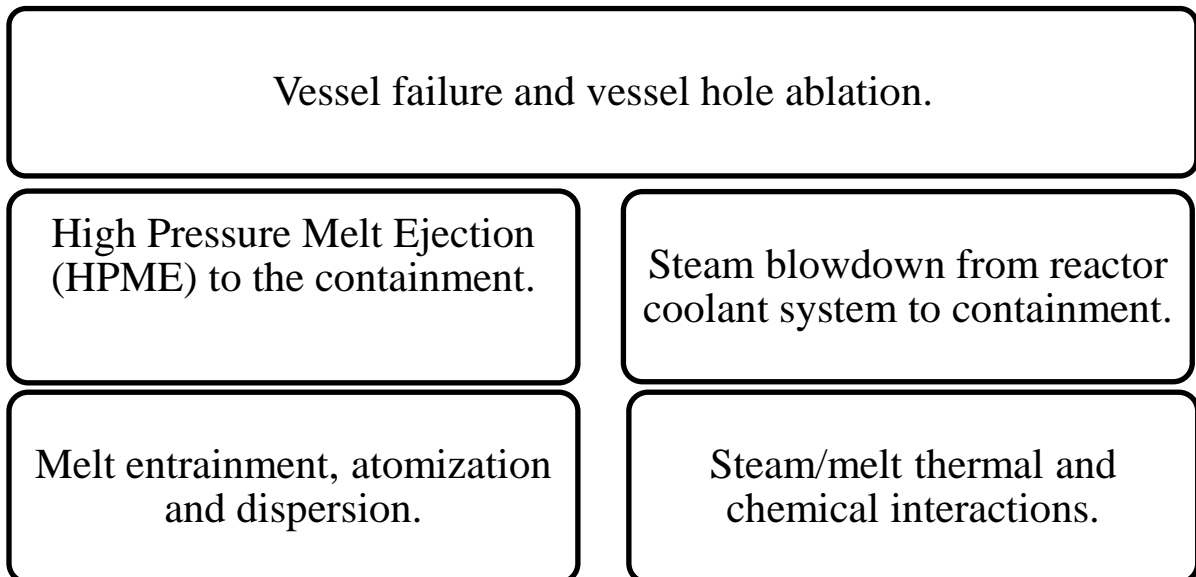 Vessel failure and vessel hole ablation.
High Pressure Melt Ejection
(HPME) to the containment.
Steam blowdown from reactor
coolant system to containment.
Melt entrainment, atomization
and dispersion.
Steam/melt thermal and
chemical interactions.